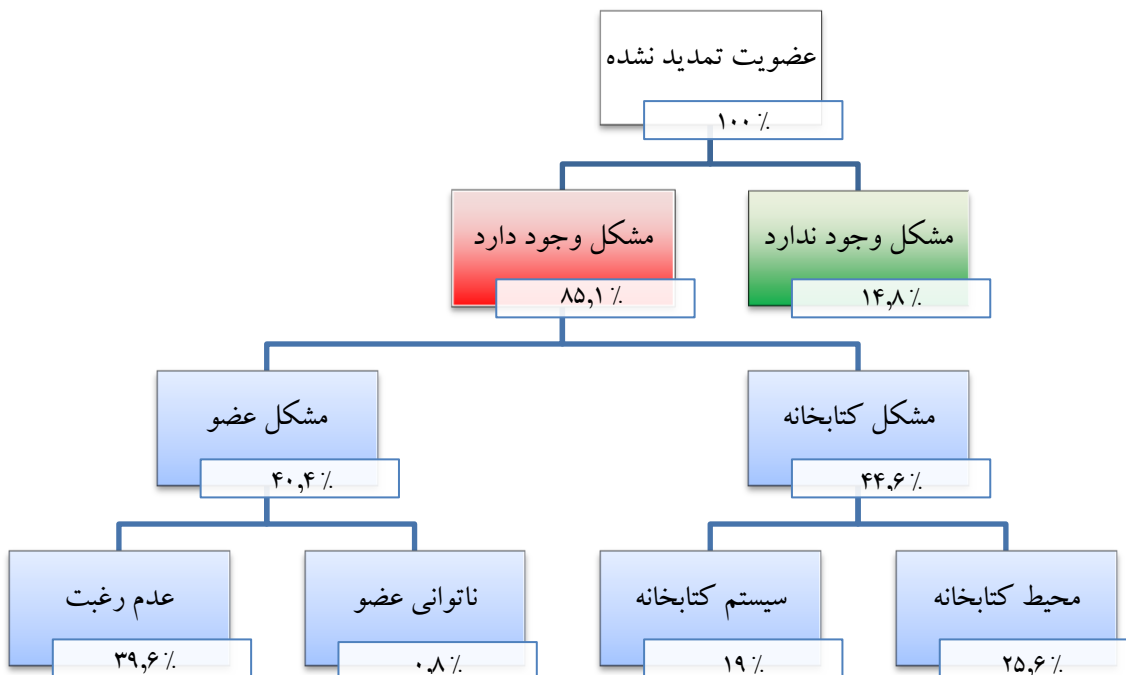 عضویت تمدید نشده
۱۰۰ ٪
مشکل وجود ندارد
۱۴,۸ ٪
مشکل وجود دارد
۸۵,۱ ٪
مشکل کتابخانه
۴۴,۶ ٪
مشکل عضو
۴۰,۴ ٪
محیط کتابخانه
۲۵,۶ ٪
سیستم کتابخانه
۱۹ ٪
ناتوانی عضو
۰,۸ ٪
عدم رغبت
۳۹,۶ ٪